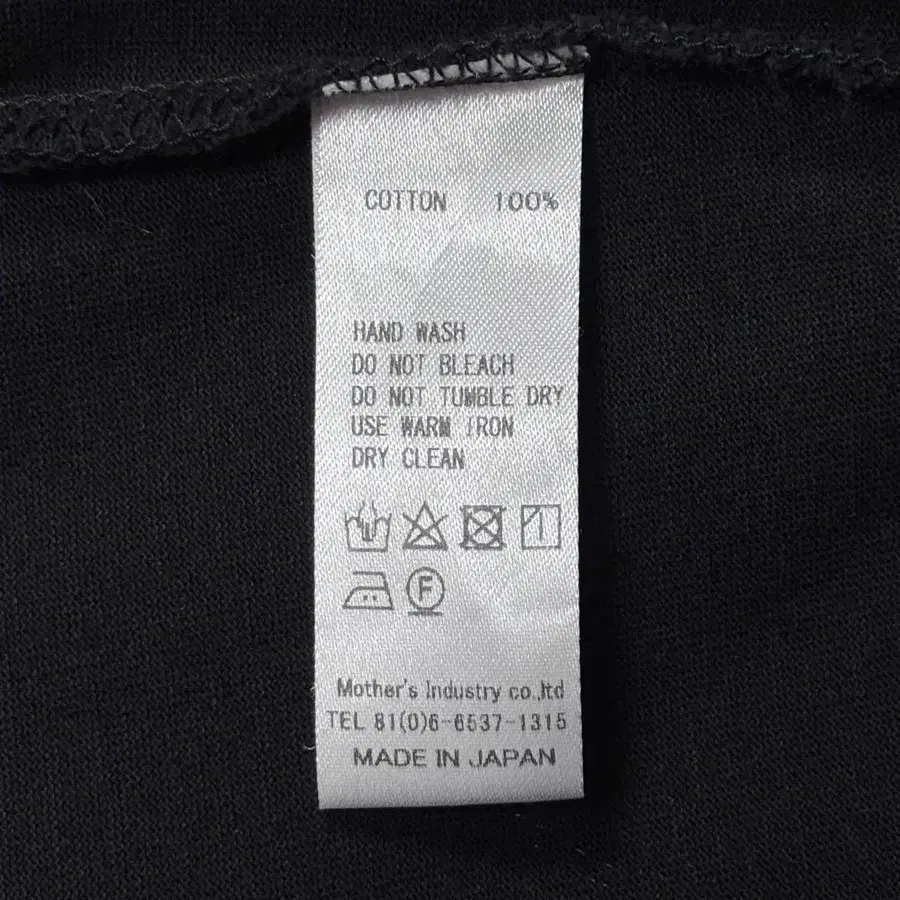 COTTON 100%
HAND WASH
DO NOT BLEACH
DO NOT TUMBLE DRY
USE WARM IRON
DRY CLEAN
F
Mother's Industry co.,ltd
TEL 81(0)6-6537-1315
MADE IN JAPAN